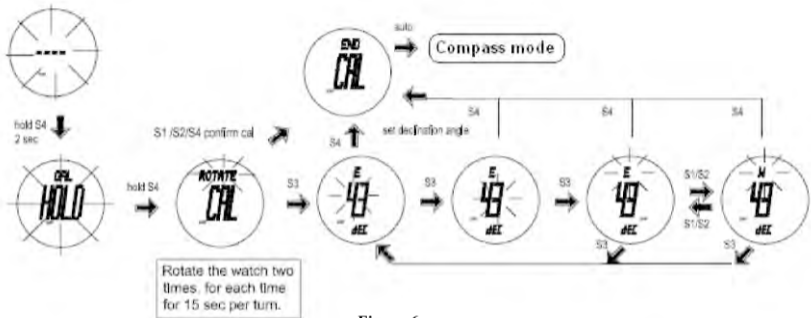 ----
hold S4
2 sec
CAL
HOLD
hold S4
S1 /S2/S4 confirm cal
ROTATE
CAL
Rotate the watch two
times, for each time
for 15 sec per turn.
END
CAL
auto
Compass mode
S4
set declination angle
S4
S4
S4
S3
E
49
dEC
S3
E
49
dEC
S3
E
49
dEC
S1/S2
S1/S2
W
49
dEC
S3
S3